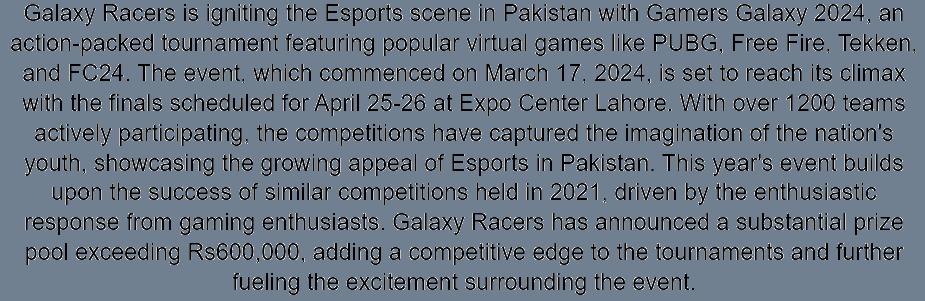 Galaxy Racers is igniting the Esports scene in Pakistan with Gamers Galaxy 2024, an
action-packed tournament featuring popular virtual games like PUBG, Free Fire, Tekken,
and FC24. The event, which commenced on March 17, 2024, is set to reach its climax
with the finals scheduled for April 25-26 at Expo Center Lahore. With over 1200 teams
actively participating, the competitions have captured the imagination of the nation's
youth, showcasing the growing appeal of Esports in Pakistan. This year's event builds
upon the success of similar competitions held in 2021, driven by the enthusiastic
response from gaming enthusiasts. Galaxy Racers has announced a substantial prize
pool exceeding Rs600,000, adding a competitive edge to the tournaments and further
fueling the excitement surrounding the event.